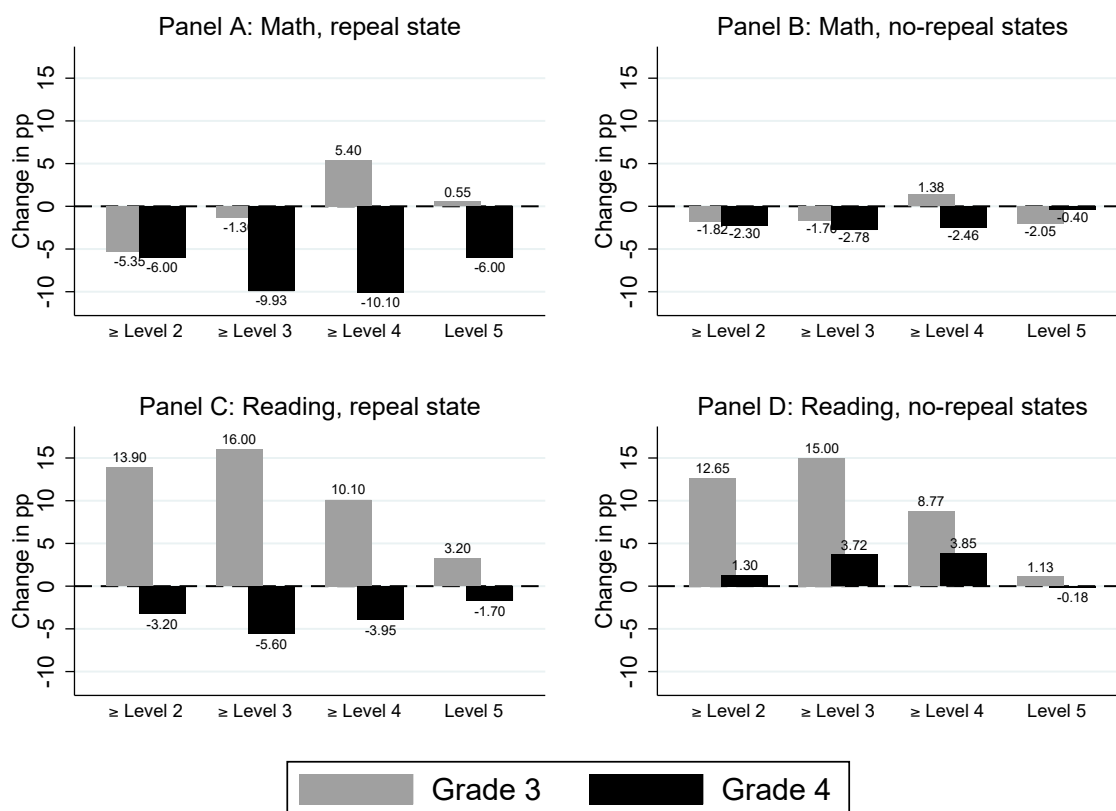 Panel A: Math, repeal state
Change in pp
15
10
5
0
-5
-10
5.40
0.55
-5.35
-6.00
-9.93
-10.10
-6.00
≥ Level 2
≥ Level 3
≥ Level 4
Level 5
Panel B: Math, no-repeal states
Change in pp
15
10
5
0
-5
-10
1.38
-1.82
-2.30
-2.78
-2.46
-2.05
-0.40
≥ Level 2
≥ Level 3
≥ Level 4
Level 5
Panel C: Reading, repeal state
Change in pp
15
10
5
0
-5
-10
13.90
16.00
10.10
3.20
-3.20
-5.60
-3.95
-1.70
≥ Level 2
≥ Level 3
≥ Level 4
Level 5
Panel D: Reading, no-repeal states
Change in pp
15
10
5
0
-5
-10
12.65
1.30
15.00
3.72
8.77
3.85
1.13
-0.18
≥ Level 2
≥ Level 3
≥ Level 4
Level 5
Grade 3
Grade 4